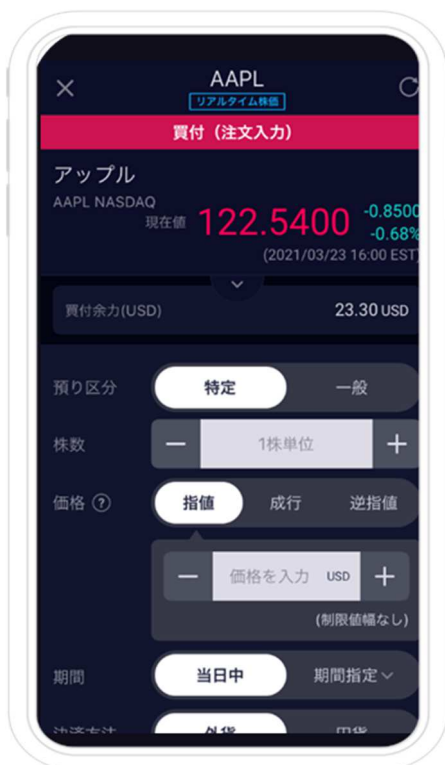 AAPL
リアルタイム株価
買付（注文入力）
アップル
AAPL NASDAQ
現在値 122.5400 -0.8500
-0.68%
(2021/03/23 16:00 EST)
買付余力(USD) 23.30 USD
預り区分 特定 一般
株数 － 1株単位 ＋
価格 ? 指値 成行 逆指値
－ 価格を入力 USD ＋
(制限値幅なし)
期間 当日中 期間指定
決済方法 外貨 円貨